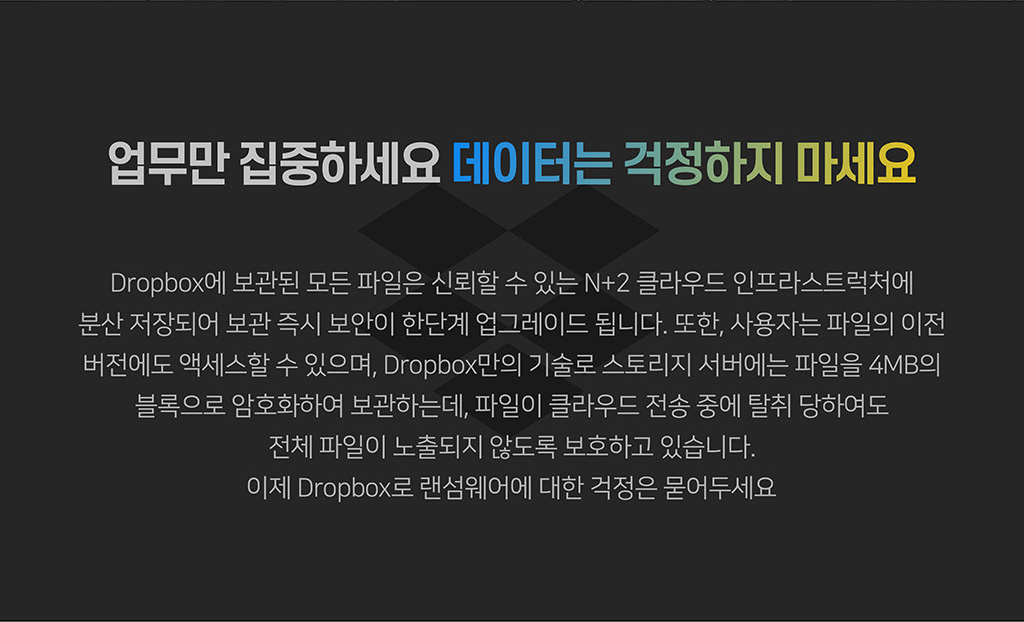 업무만 집중하세요 데이터는 걱정하지 마세요
Dropbox에 보관된 모든 파일은 신뢰할 수 있는 N+2 클라우드 인프라스트럭처에
분산 저장되어 보관 즉시 보안이 한단계 업그레이드 됩니다. 또한, 사용자는 파일의 이전
버전에도 액세스할 수 있으며, Dropbox만의 기술로 스토리지 서버에는 파일을 4MB의
블록으로 암호화하여 보관하는데, 파일이 클라우드 전송 중에 탈취 당하여도
전체 파일이 노출되지 않도록 보호하고 있습니다.
이제 Dropbox로 랜섬웨어에 대한 걱정은 묻어두세요